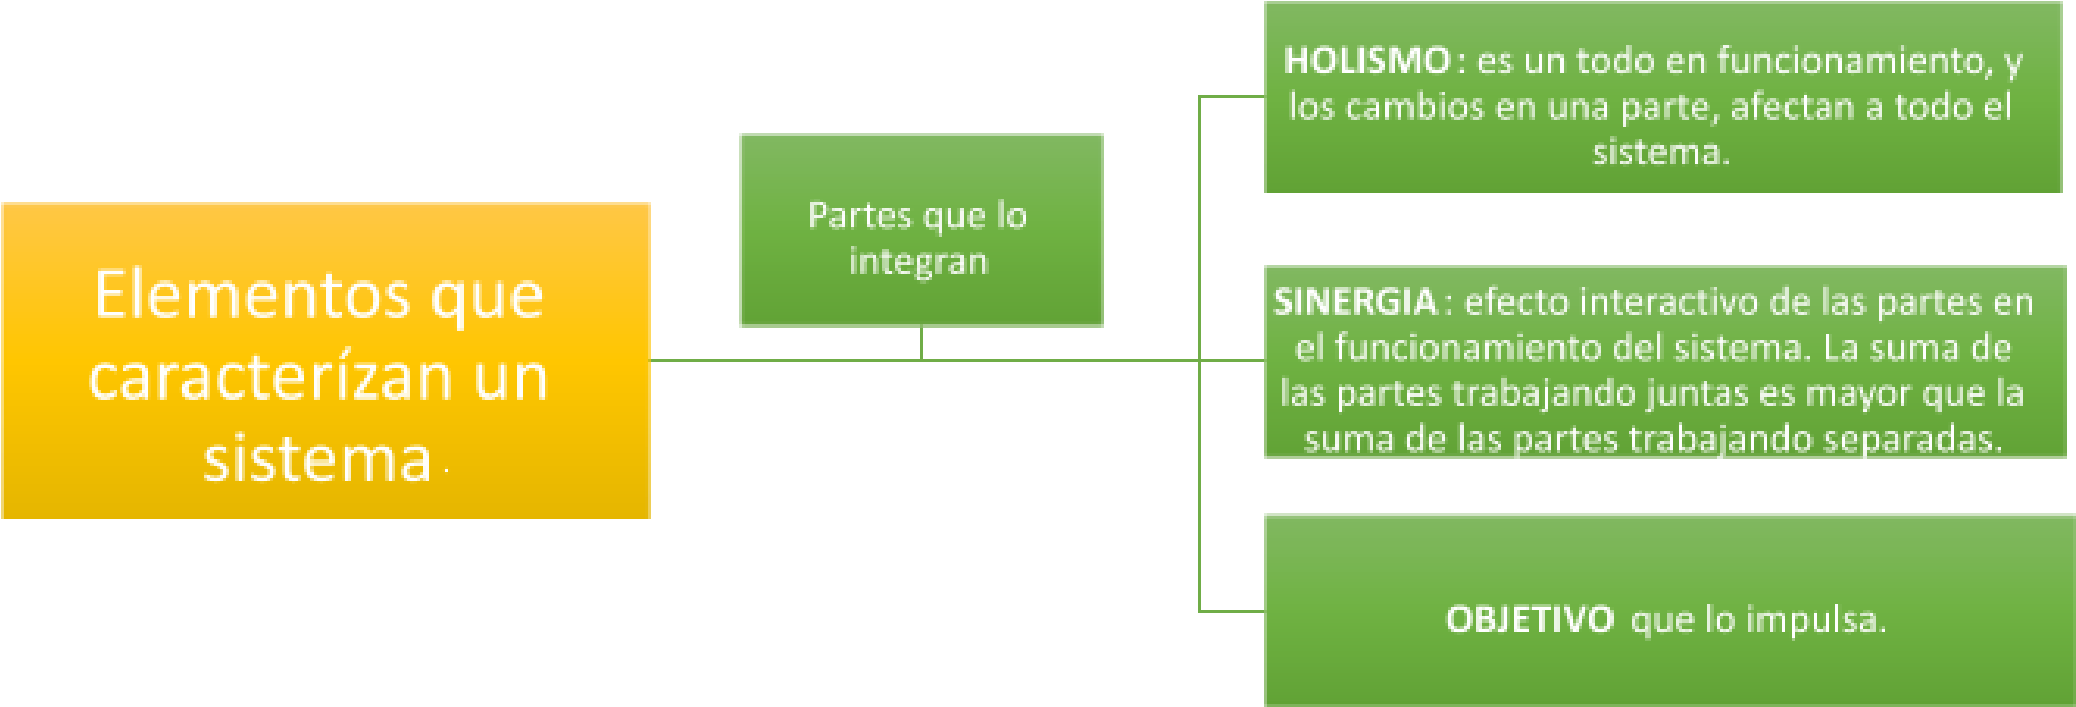 Elementos que
caracterízan un
sistema .
Partes que lo
integran
HOLISMO: es un todo en funcionamiento, y
los cambios en una parte, afectan a todo el
sistema.
SINERGIA: efecto interactivo de las partes en
el funcionamiento del sistema. La suma de
las partes trabajando juntas es mayor que la
suma de las partes trabajando separadas.
OBJETIVO que lo impulsa.